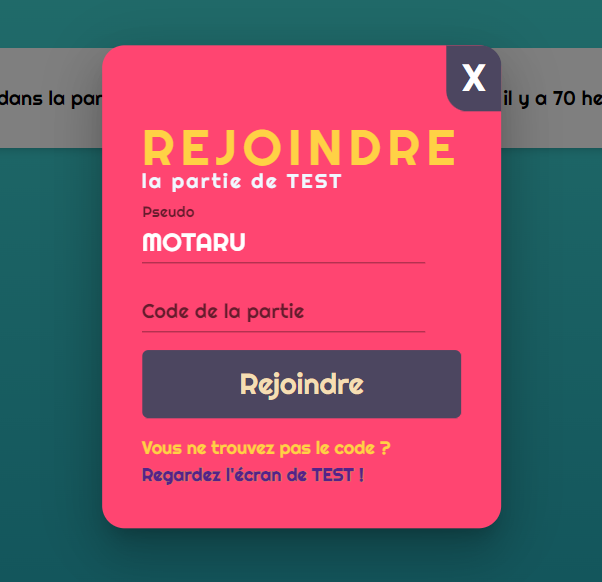 X
dans la par
il y a 70 he
REJOINDRE
la partie de TEST
Pseudo
MOTARU
Code de la partie
Rejoindre
Vous ne trouvez pas le code ?
Regardez l'écran de TEST !